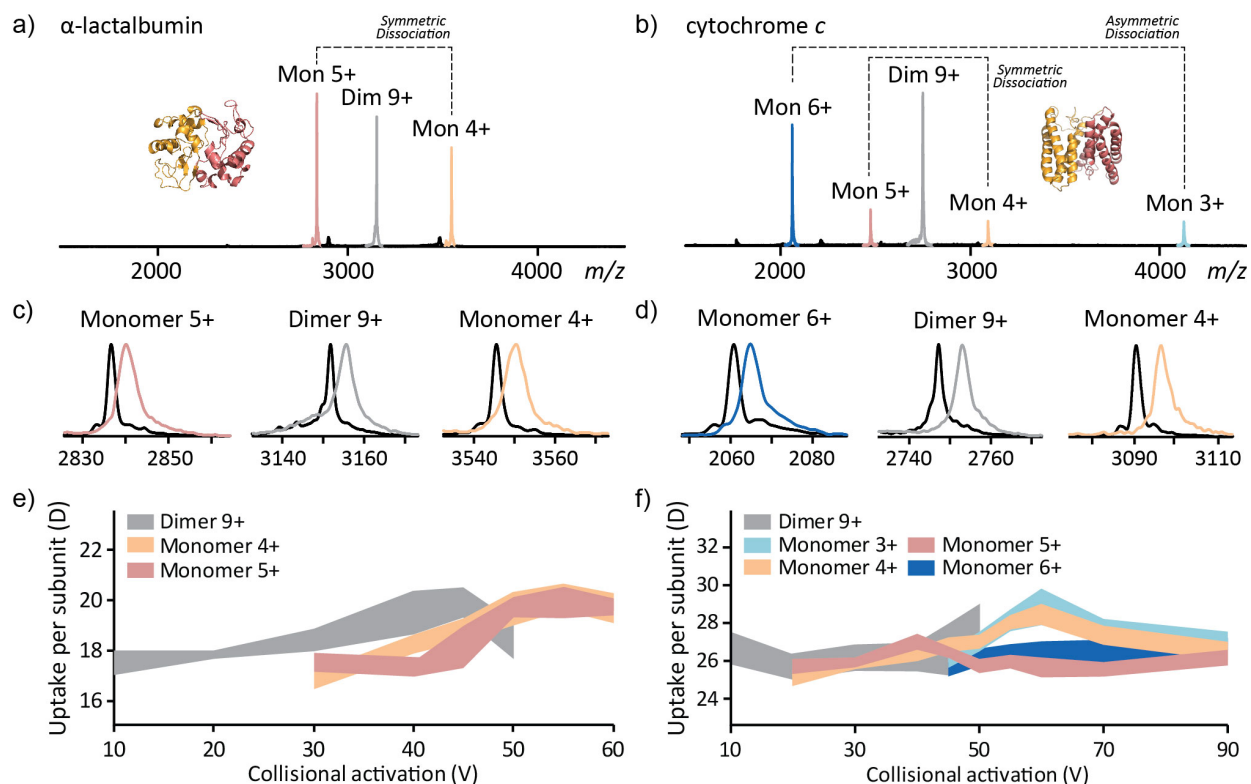 a) α-lactalbumin
Symmetric
Dissociation
Mon 5+
Dim 9+
Mon 4+
2000 3000 4000 m/z
b) cytochrome c
Asymmetric
Dissociation
Symmetric
Dissociation
Dim 9+
Mon 6+
Mon 5+
Mon 4+
Mon 3+
2000 3000 4000 m/z
c)
Monomer 5+ Dimer 9+ Monomer 4+
2830 2850 3140 3160 3540 3560
d)
Monomer 6+ Dimer 9+ Monomer 4+
2060 2080 2740 2760 3090 3110
e)
Uptake per subunit (D)
22
20
18
16
Dimer 9+
Monomer 4+
Monomer 5+
10 20 30 40 50 60
Collisional activation (V)
f)
Uptake per subunit (D)
32
30
28
26
24
Dimer 9+
Monomer 3+ Monomer 5+
Monomer 4+ Monomer 6+
10 30 50 70 90
Collisional activation (V)